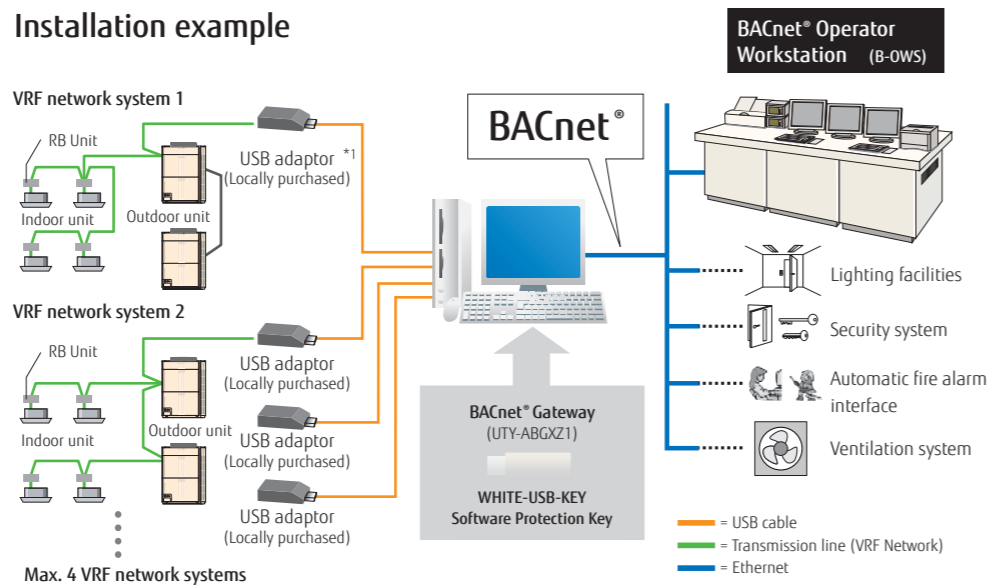 Installation example
BACnet® Operator
Workstation (B-OWS)
VRF network system 1
RB Unit
Indoor unit
Outdoor unit
USB adaptor *1
(Locally purchased)
BACnet®
VRF network system 2
RB Unit
Indoor unit
Outdoor unit
USB adaptor
(Locally purchased)
USB adaptor
(Locally purchased)
USB adaptor
(Locally purchased)
Max. 4 VRF network systems
BACnet® Gateway
(UTY-ABGXZ1)
WHITE-USB-KEY
Software Protection Key
Lighting facilities
Security system
Automatic fire alarm
interface
Ventilation system
= USB cable
= Transmission line (VRF Network)
= Ethernet